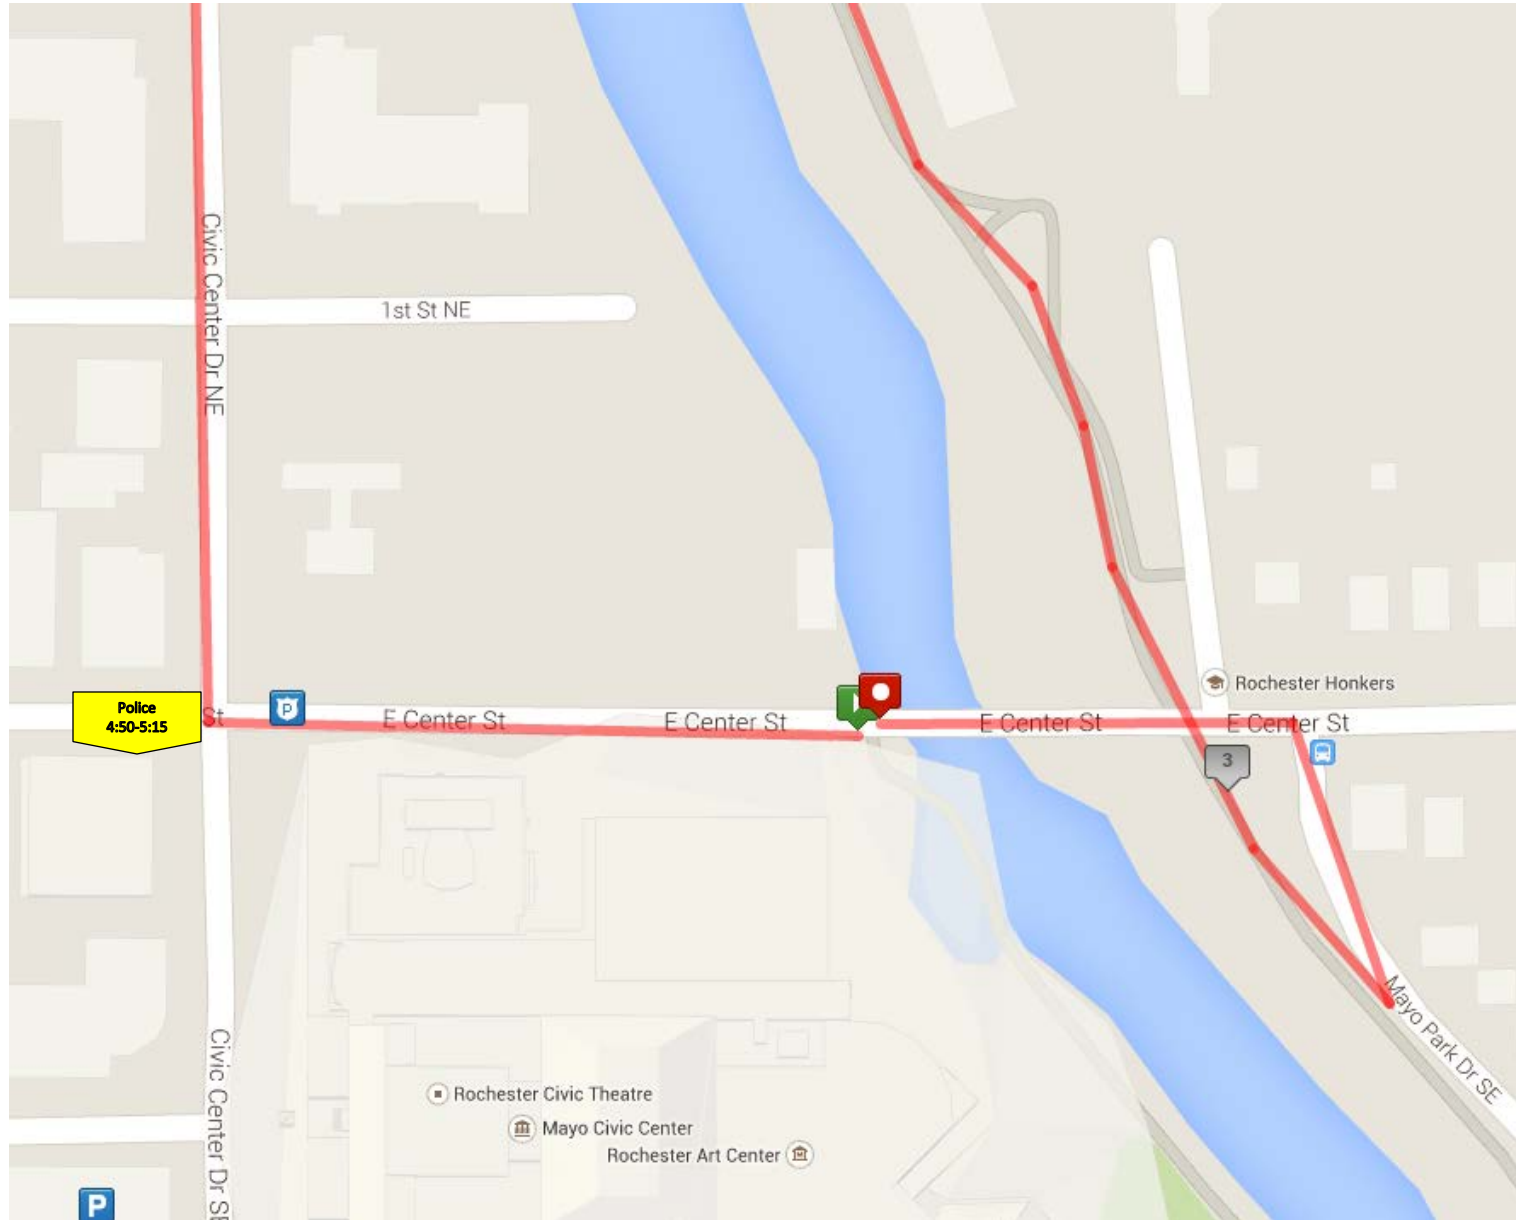 Civic Center Dr NE
1st St NE
Rochester Honkers
Police
4:50-5:15
St
P
E Center St
E Center St
E Center St
E Center St
3
Mayo Park Dr SE
Civic Center Dr SE
Rochester Civic Theatre
Mayo Civic Center
Rochester Art Center
P